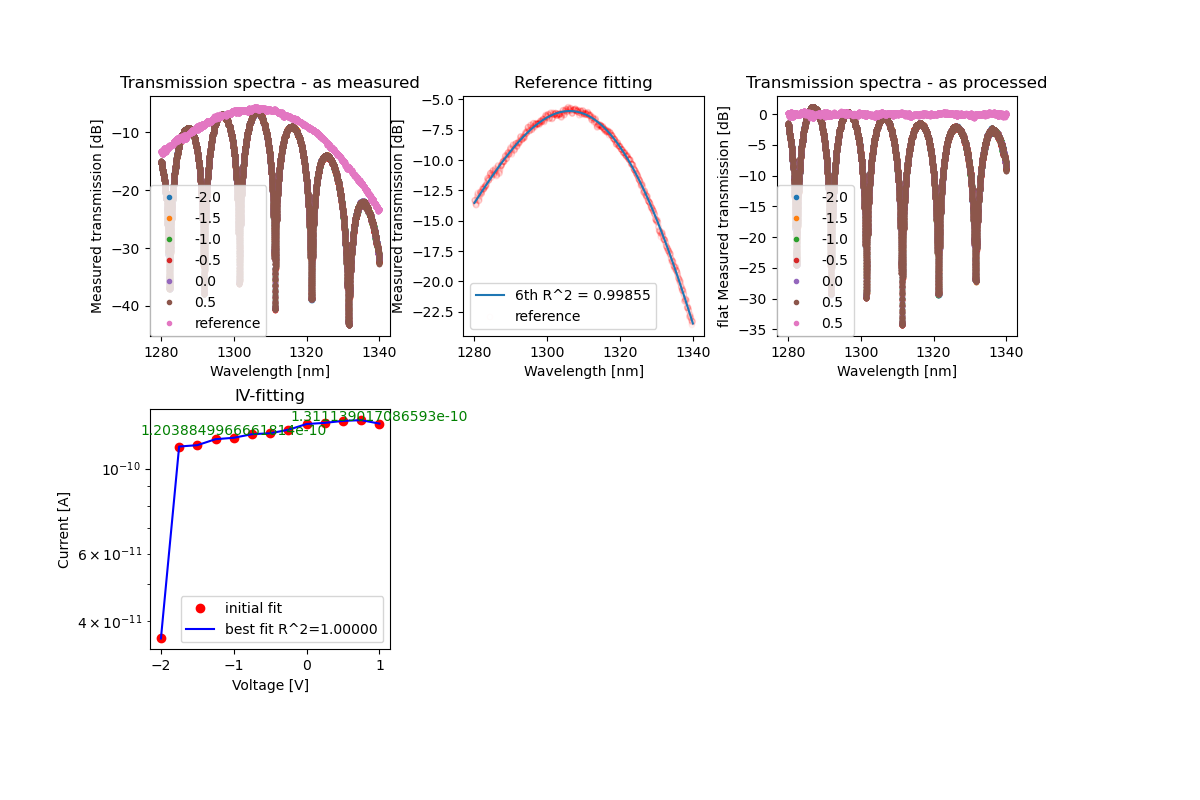 Transmission spectra - as measured
Measured transmission [dB]
−10
−20
−30
−40
-2.0
-1.5
-1.0
-0.5
0.0
0.5
reference
1280
1300
1320
1340
Wavelength [nm]
Reference fitting
Measured transmission [dB]
−5.0
−7.5
−10.0
−12.5
−15.0
−17.5
−20.0
−22.5
6th R^2 = 0.99855
reference
1280
1300
1320
1340
Wavelength [nm]
Transmission spectra - as processed
flat Measured transmission [dB]
0
−5
−10
−15
−20
−25
−30
−35
-2.0
-1.5
-1.0
-0.5
0.0
0.5
0.5
1280
1300
1320
1340
Wavelength [nm]
IV-fitting
Current [A]
10⁻¹⁰
6 × 10⁻¹¹
4 × 10⁻¹¹
1.311139017086593e-10
initial fit
best fit R^2=1.00000
−2
−1
0
1
Voltage [V]